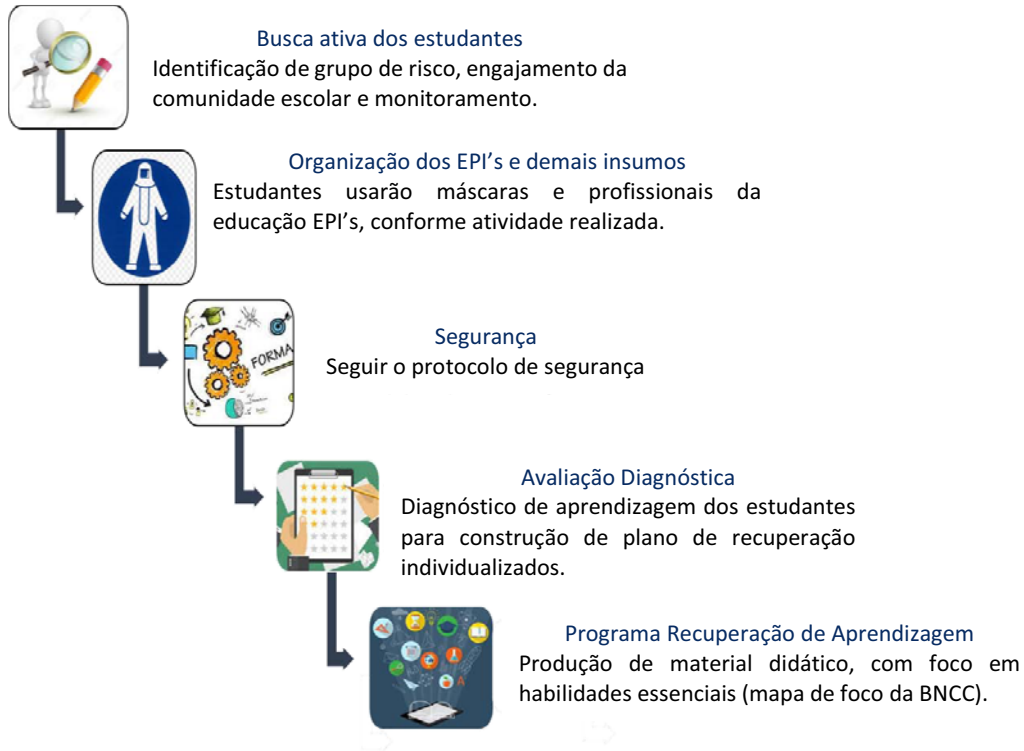 Busca ativa dos estudantes
Identificação de grupo de risco, engajamento da
comunidade escolar e monitoramento.
Organização dos EPI’s e demais insumos
Estudantes usarão máscaras e profissionais da
educação EPI’s, conforme atividade realizada.
FORMA
Segurança
Seguir o protocolo de segurança
Avaliação Diagnóstica
Diagnóstico de aprendizagem dos estudantes
para construção de plano de recuperação
individualizados.
Programa Recuperação de Aprendizagem
Produção de material didático, com foco em
habilidades essenciais (mapa de foco da BNCC).